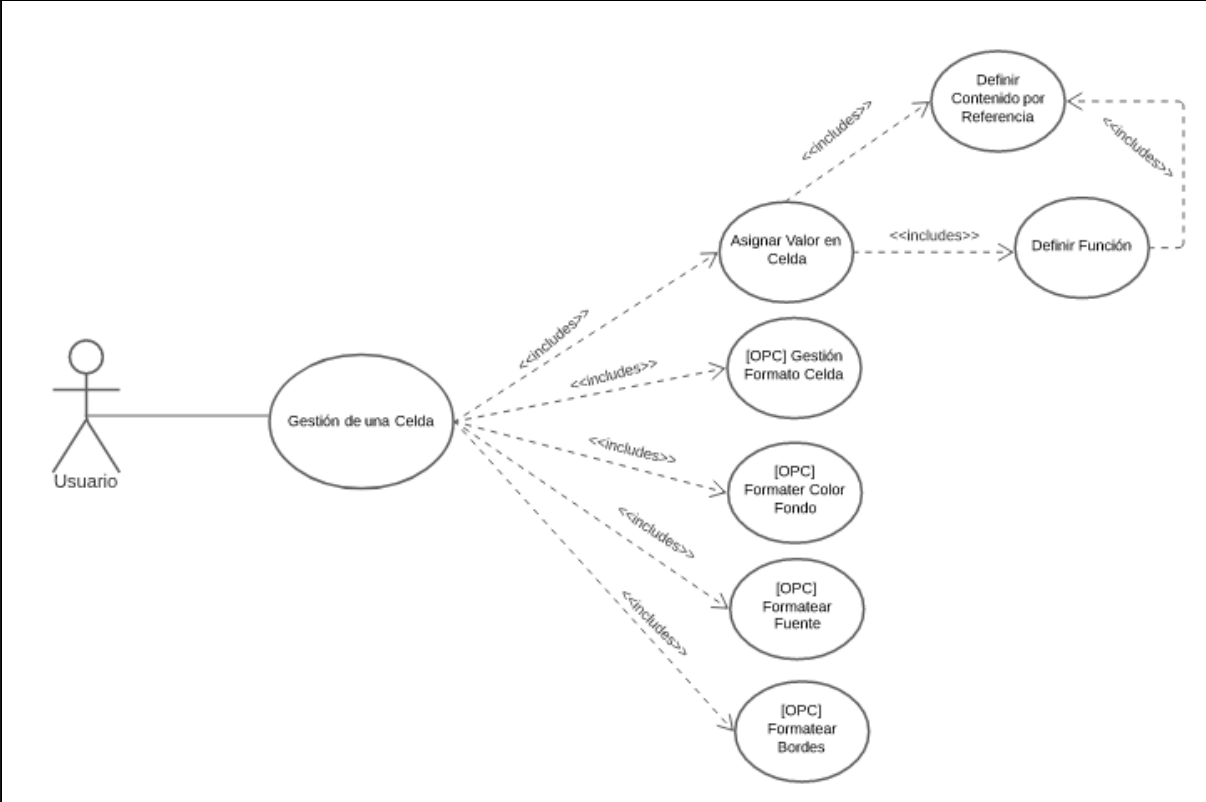 Definir
Contenido por
Referencia
<<includes>>
<<includes>>
Asignar Valor en
Celda
<<includes>>
Definir Función
<<includes>>
[OPC] Gestión
Formato Celda
<<includes>>
Gestión de una Celda
Usuario
<<includes>>
[OPC]
Formater Color
Fondo
<<includes>>
[OPC]
Formatear
Fuente
<<includes>>
[OPC]
Formatear
Bordes